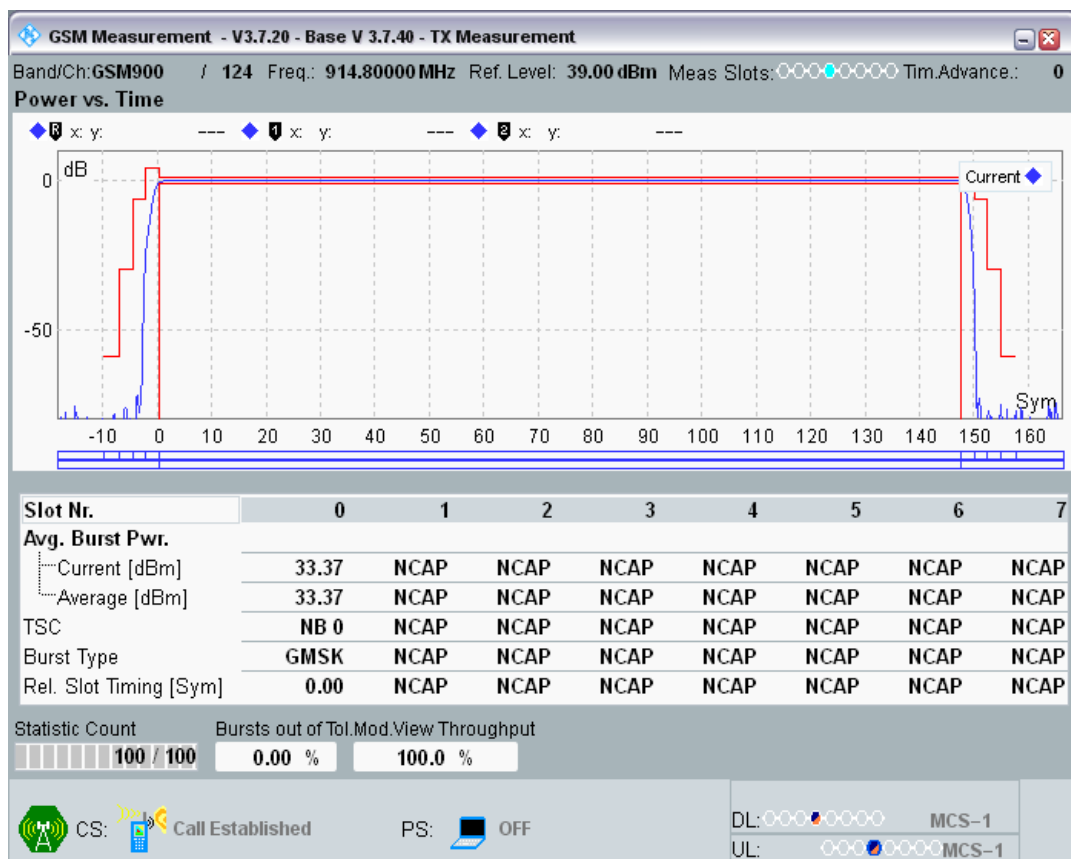 GSM Measurement - V3.7.20 - Base V 3.7.40 - TX Measurement
Band/Ch:GSM900 / 124 Freq.: 914.80000 MHz Ref. Level: 39.00 dBm Meas Slots: Tim.Advance.: 0
Power vs. Time
R x: y: --- 1 x: y: --- 2 x: y: ---
dB
Current
0
-50
Sym
-10 0 10 20 30 40 50 60 70 80 90 100 110 120 130 140 150 160
Slot Nr. 0 1 2 3 4 5 6 7
Avg. Burst Pwr.
Current [dBm] 33.37 NCAP NCAP NCAP NCAP NCAP NCAP NCAP
Average [dBm] 33.37 NCAP NCAP NCAP NCAP NCAP NCAP NCAP
TSC NB 0 NCAP NCAP NCAP NCAP NCAP NCAP NCAP
Burst Type GMSK NCAP NCAP NCAP NCAP NCAP NCAP NCAP
Rel. Slot Timing [Sym] 0.00 NCAP NCAP NCAP NCAP NCAP NCAP NCAP
Statistic Count Bursts out of Tol.Mod.View Throughput
100 / 100 0.00 % 100.0 %
CS: Call Established PS: OFF DL: MCS-1
UL: MCS-1